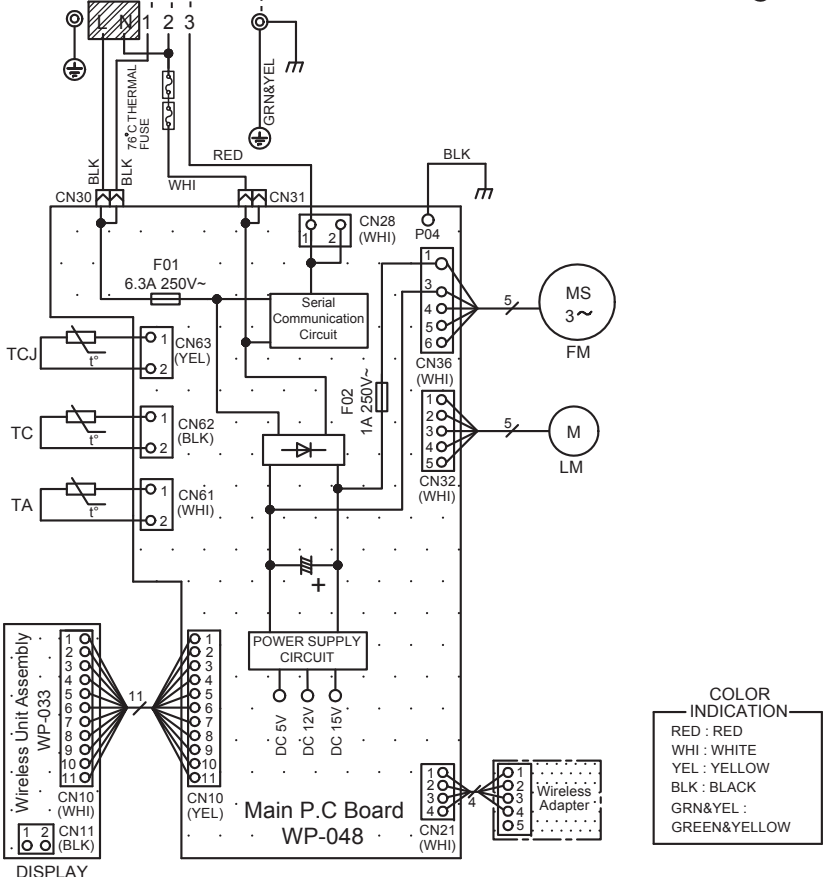 L N 1 2 3
76°C THERMAL
FUSE
GRN&YEL
BLK
BLK
RED
WHI
BLK
CN30
CN31
1 2
CN28
(WHI)
P04
F01
6.3A 250V~
Serial
Communication
Circuit
1
3
4
5
6
CN36
(WHI)
5
MS
3~
FM
TCJ
t°
1
2
CN63
(YEL)
TC
t°
1
2
CN62
(BLK)
TA
t°
1
2
CN61
(WHI)
F02
1A 250V~
1
2
3
4
5
CN32
(WHI)
5
M
LM
+
POWER SUPPLY
CIRCUIT
DC 5V
DC 12V
DC 15V
Wireless Unit Assembly
WP-033
1
2
3
4
5
6
7
8
9
10
11
CN10
(WHI)
1 2
CN11
(BLK)
DISPLAY
11
1
2
3
4
5
6
7
8
9
10
11
CN10
(YEL)
Main P.C Board
WP-048
1
2
3
4
CN21
(WHI)
4
1
2
3
4
5
Wireless
Adapter
COLOR
INDICATION
RED : RED
WHI : WHITE
YEL : YELLOW
BLK : BLACK
GRN&YEL :
GREEN&YELLOW